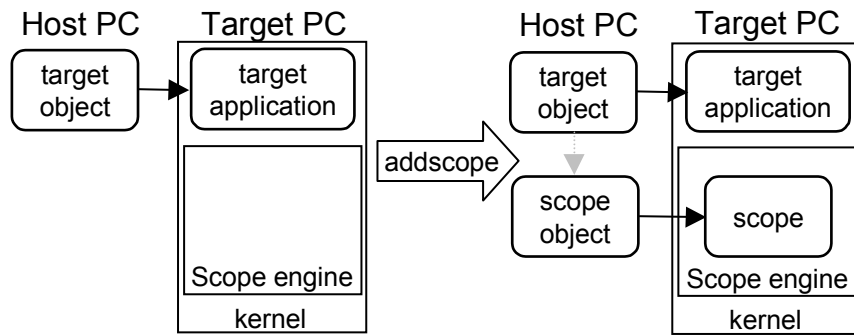 Host PC
Target PC
target
object
target
application
Scope engine
kernel
addscope
Host PC
Target PC
target
object
target
application
scope
object
scope
Scope engine
kernel